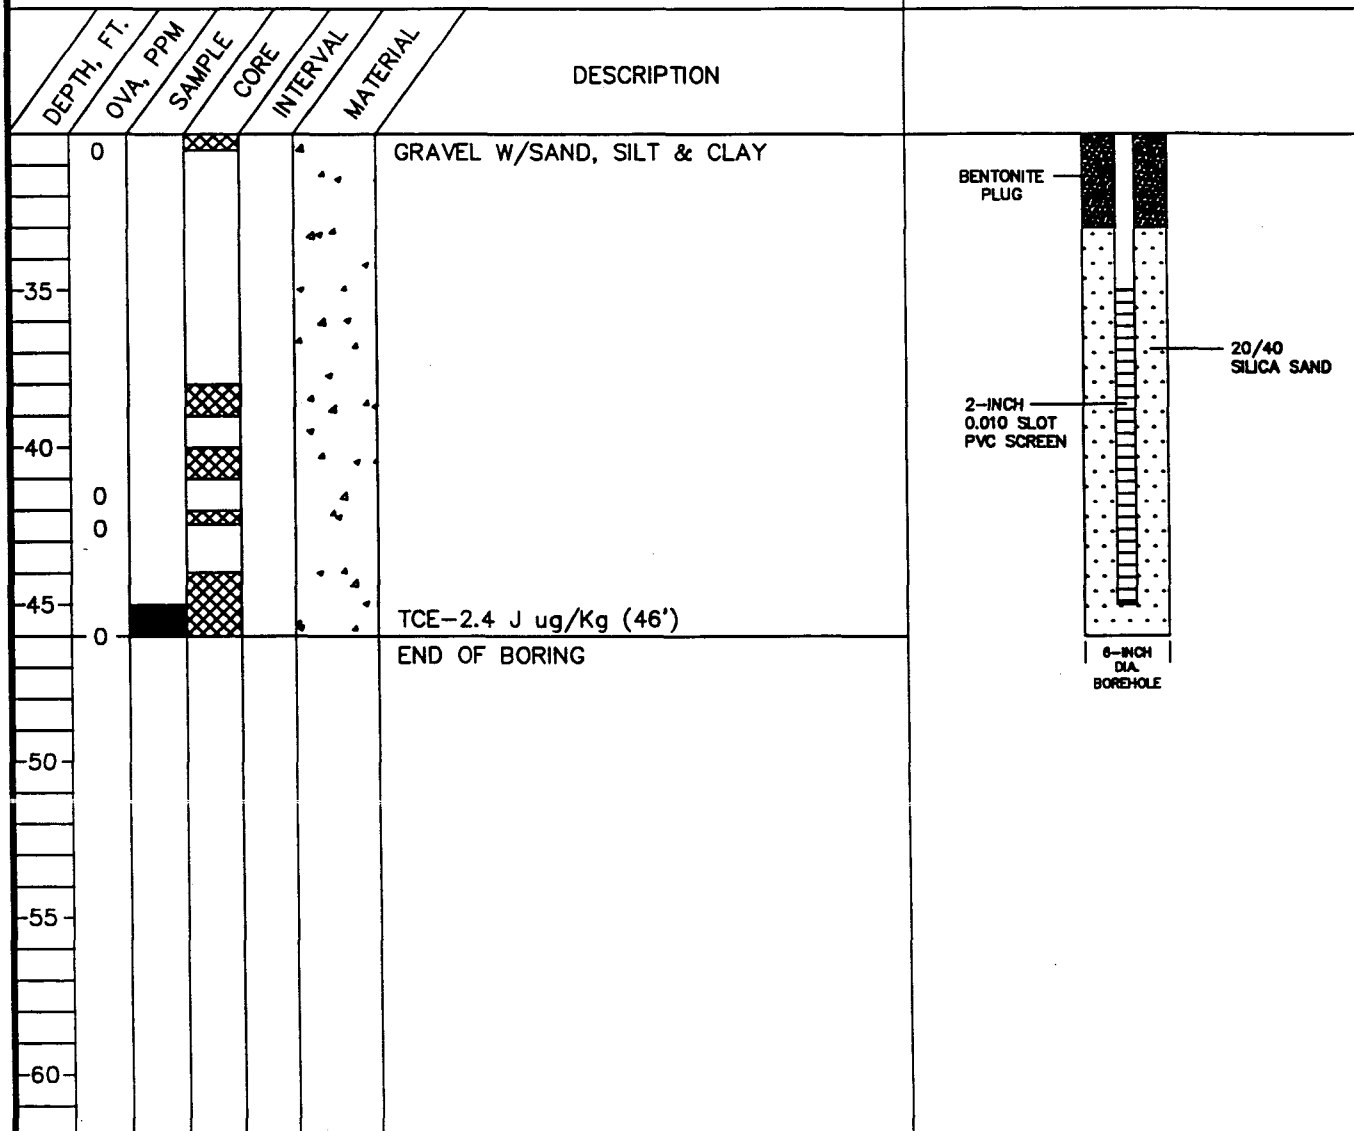 DEPTH, FT.
OVA, PPM
SAMPLE
CORE
INTERVAL
MATERIAL
DESCRIPTION
0
GRAVEL W/SAND, SILT & CLAY
BENTONITE
PLUG
35
20/40
SILICA SAND
2-INCH
0.010 SLOT
PVC SCREEN
40
0
0
45
TCE-2.4 J ug/Kg (46')
0
END OF BORING
6-INCH
DIA.
BOREHOLE
50
55
60